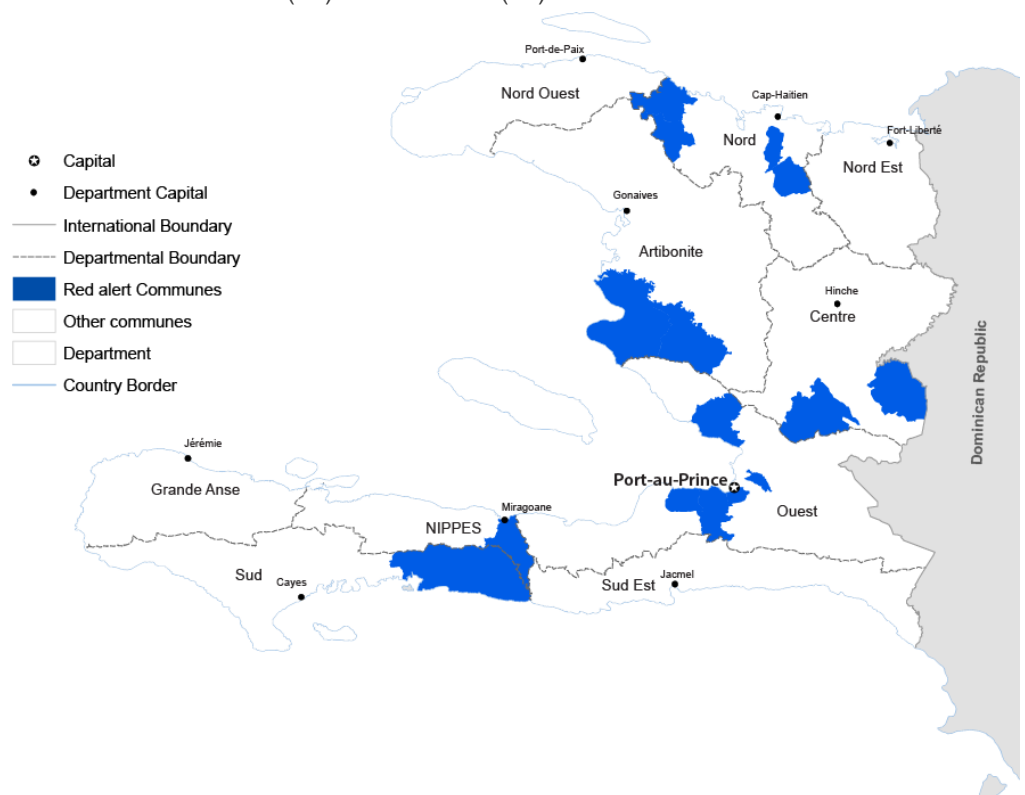 Port-de-Paix
Nord Ouest
Cap-Haitien
Fort-Liberté
Nord
Nord Est
Capital
Department Capital
Gonaives
International Boundary
Artibonite
Departmental Boundary
Red alert Communes
Hinche
Centre
Other communes
Department
Country Border
Dominican Republic
Jérémie
Grande Anse
Port-au-Prince
Miragoane
Ouest
NIPPES
Sud
Cayes
Sud Est
Jacmel